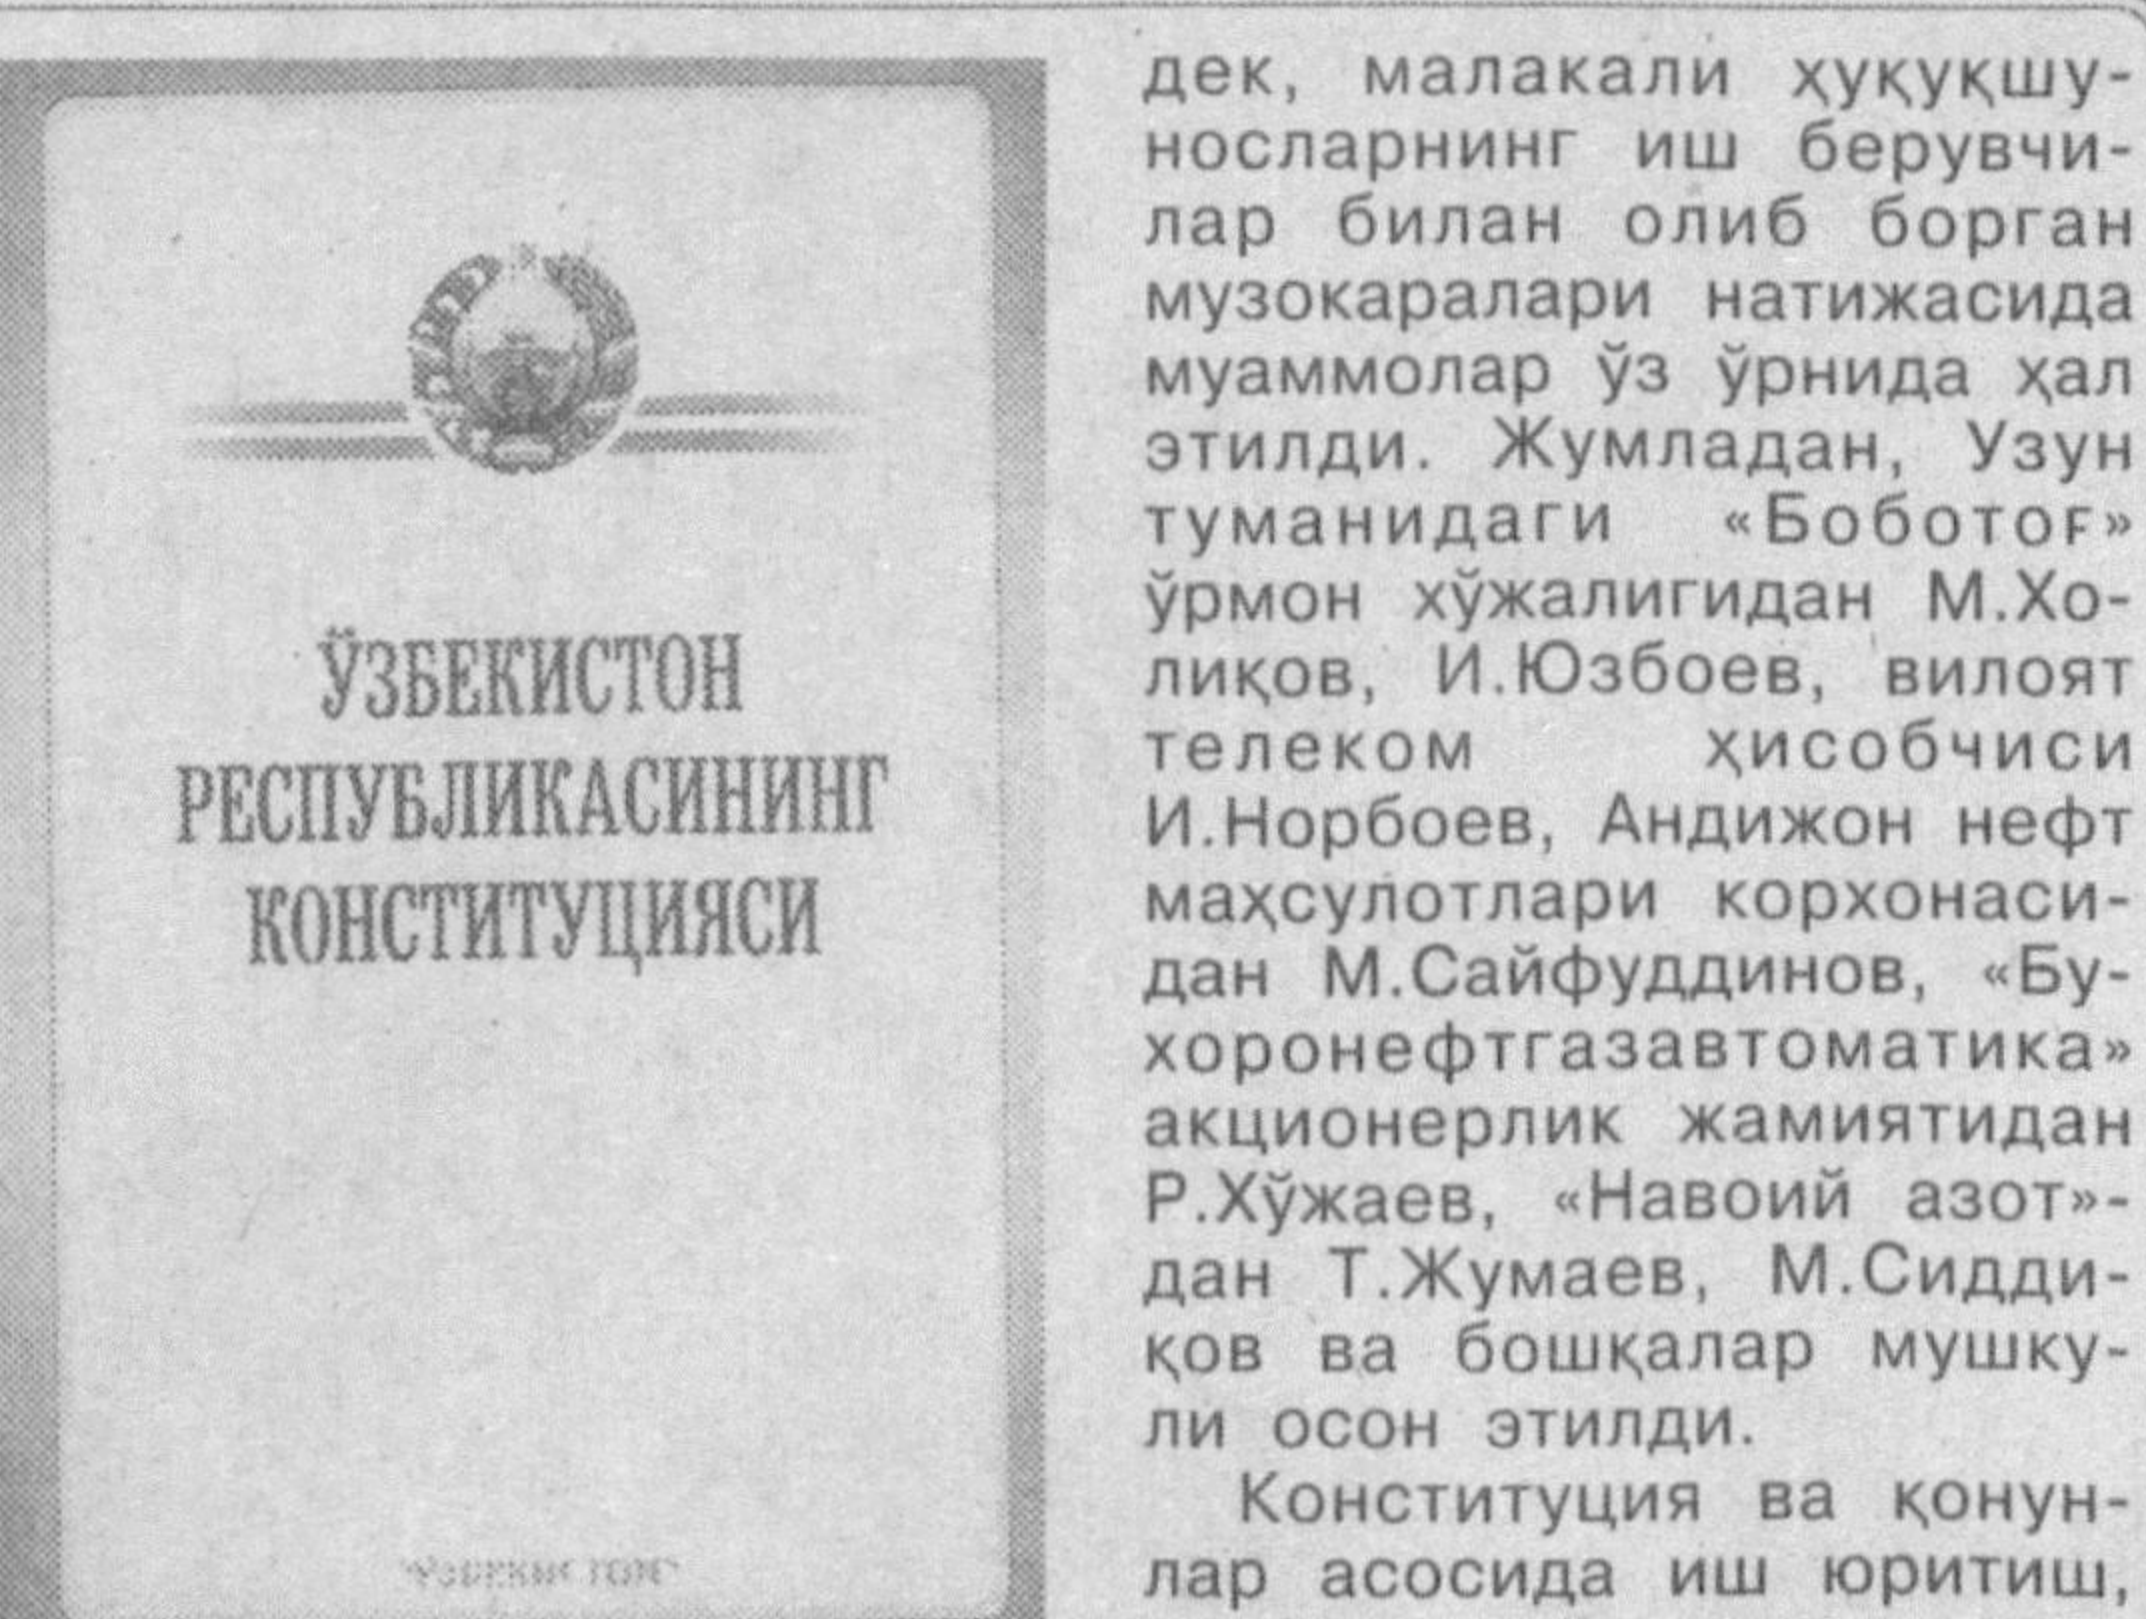 ЎЗБЕКИСТОН
РЕСПУБЛИКАСИНИНГ
КОНСТИТУЦИЯСИ
ЎЗБЕКИСТОН
дек, малакали ҳуқуқшу-
носларнинг иш берувчи-
лар билан олиб борган
музокаралари натижасида
муаммолар ўз ўрнида ҳал
этилди. Жумладан, Узун
туманидаги «Боботоғ»
ўрмон хўжалигидан М.Хо-
лиқов, И.Юзбоев, вилоят
телеком ҳисобчиси
И.Норбоев, Андижон нефт
маҳсулотлари корхонаси-
дан М.Сайфуддинов, «Бу-
хоронефтгазавтоматика»
акционерлик жамиятидан
Р.Хўжаев, «Навоий азот»-
дан Т.Жумаев, М.Сидди-
қов ва бошқалар мушку-
ли осон этилди.
Конституция ва қонун-
лар асосида иш юритиш,